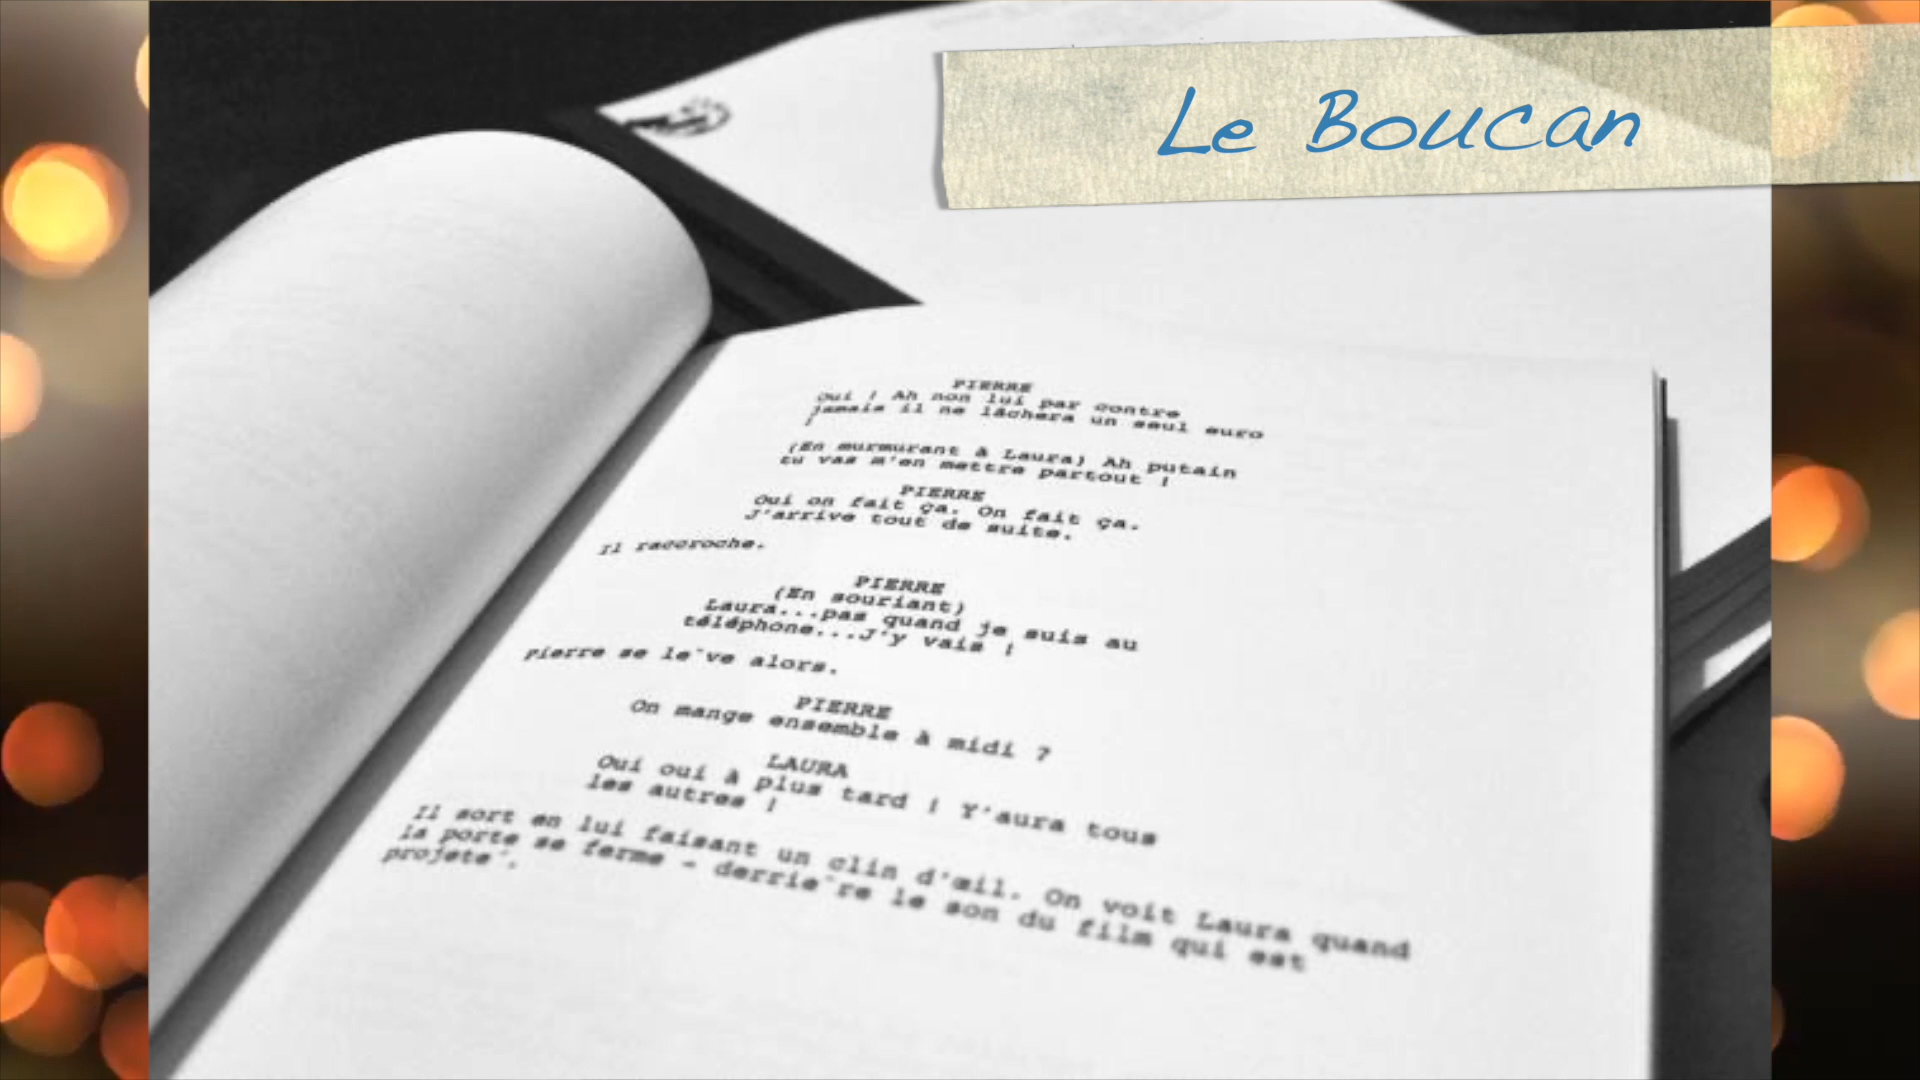 Le Boucan
PIERRE
Oui ! Ah non lui par contre
jamais il ne lâchera un seul euro
!
(En murmurant à Laura) Ah putain
tu vas m'en mettre partout !
PIERRE
Oui on fait ça. On fait ça.
J'arrive tout de suite.
Il raccroche.
PIERRE
(En souriant)
Laura...pas quand je suis au
téléphone...J'y vais !
Pierre se le`ve alors.
PIERRE
On mange ensemble à midi ?
LAURA
Oui oui à plus tard ! Y'aura tous
les autres !
Il sort en lui faisant un clin d'œil. On voit Laura quand
la porte se ferme - derrie`re le son du film qui est
projete´.